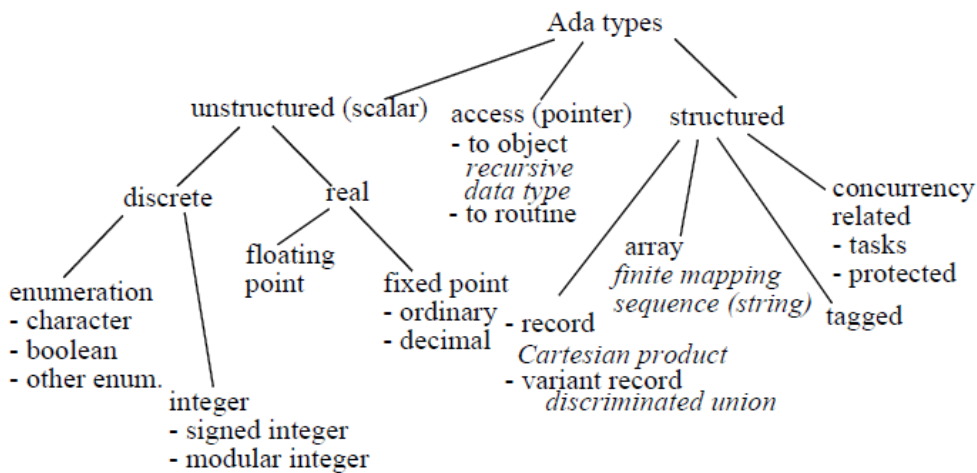 Ada types
unstructured (scalar)
access (pointer)
- to object
recursive
data type
- to routine
structured
discrete
real
enumeration
- character
- boolean
- other enum.
integer
- signed integer
- modular integer
floating
point
fixed point
- ordinary
- decimal
- record
Cartesian product
- variant record
discriminated union
array
finite mapping
sequence (string)
tagged
concurrency
related
- tasks
- protected